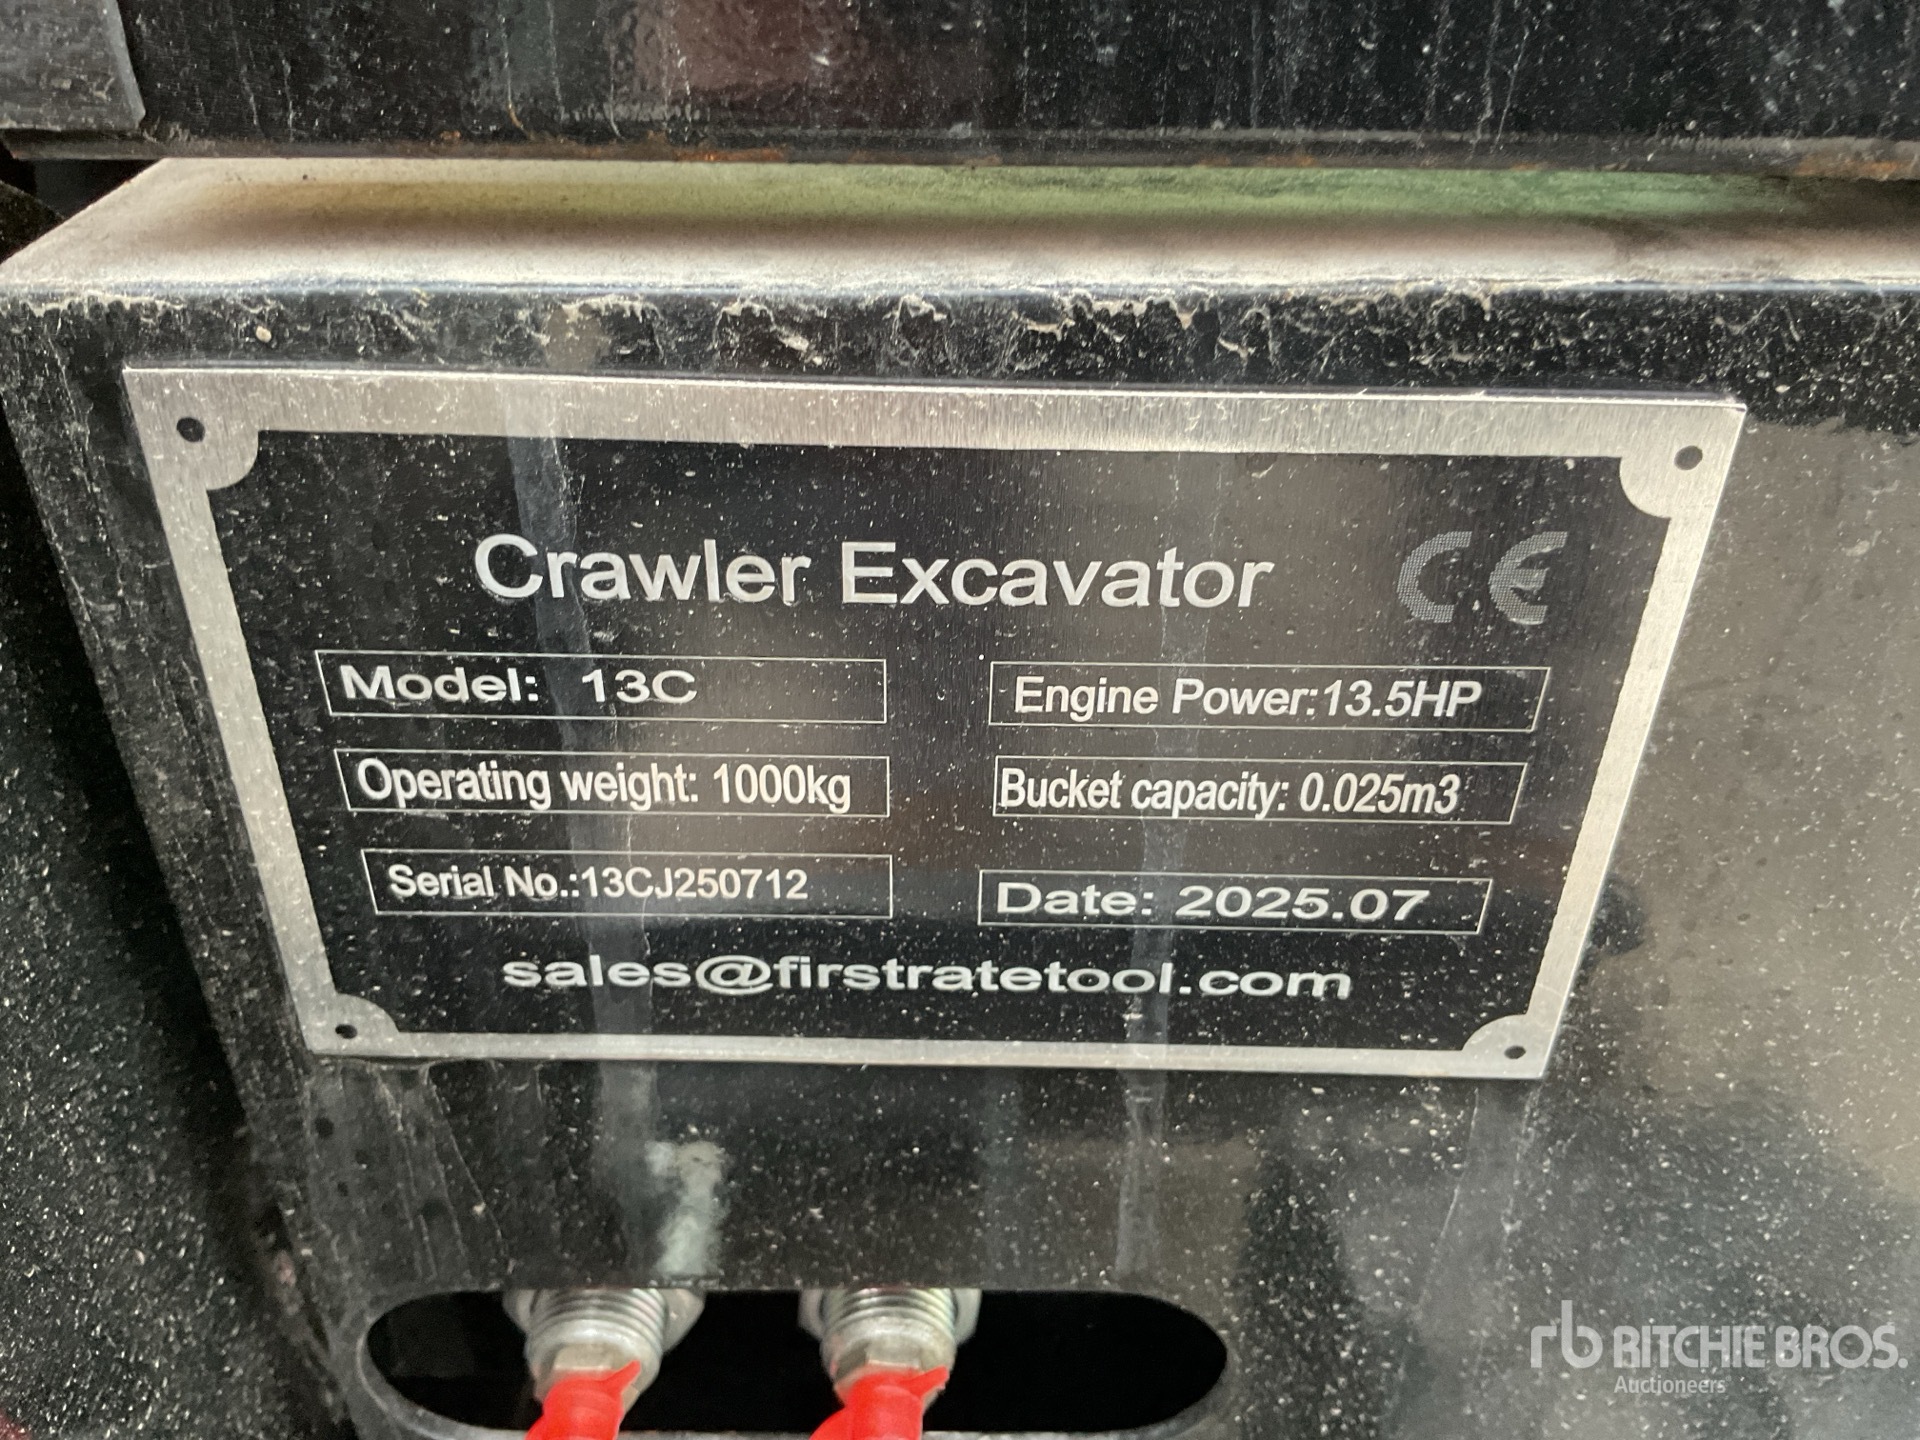 Crawler Excavator CE
Model: 13C
Engine Power:13.5HP
Operating weight: 1000kg
Bucket capacity: 0.025m3
Serial No.:13CJ250712
Date: 2025.07
sales@firstratetool.com
rb RITCHIE BROS.
Auctioneers